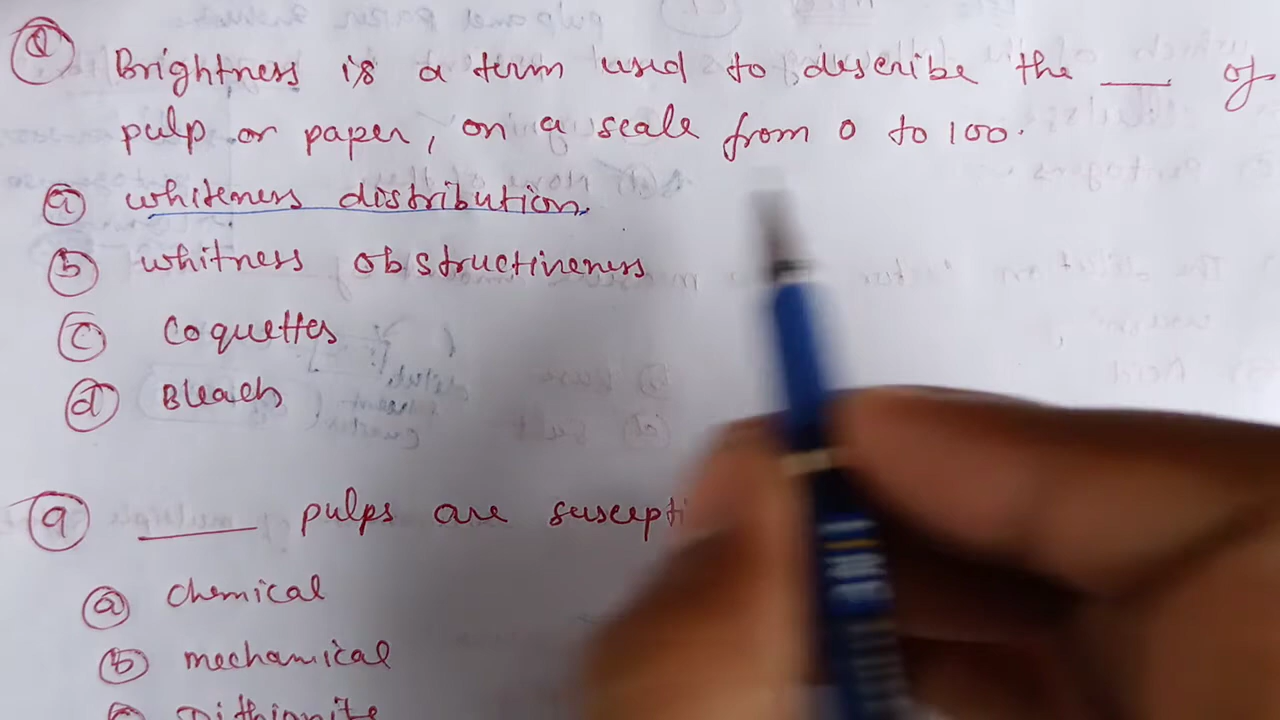 Q Brightness is a term used to describe the ___ of
pulp or paper, on a scale from 0 to 100.
a whiteness distribution
b whitness obstructiveness
c Coquettes
d Bleach
9 ___ pulps are suscepti
a chemical
b mechanical
c Dithionite